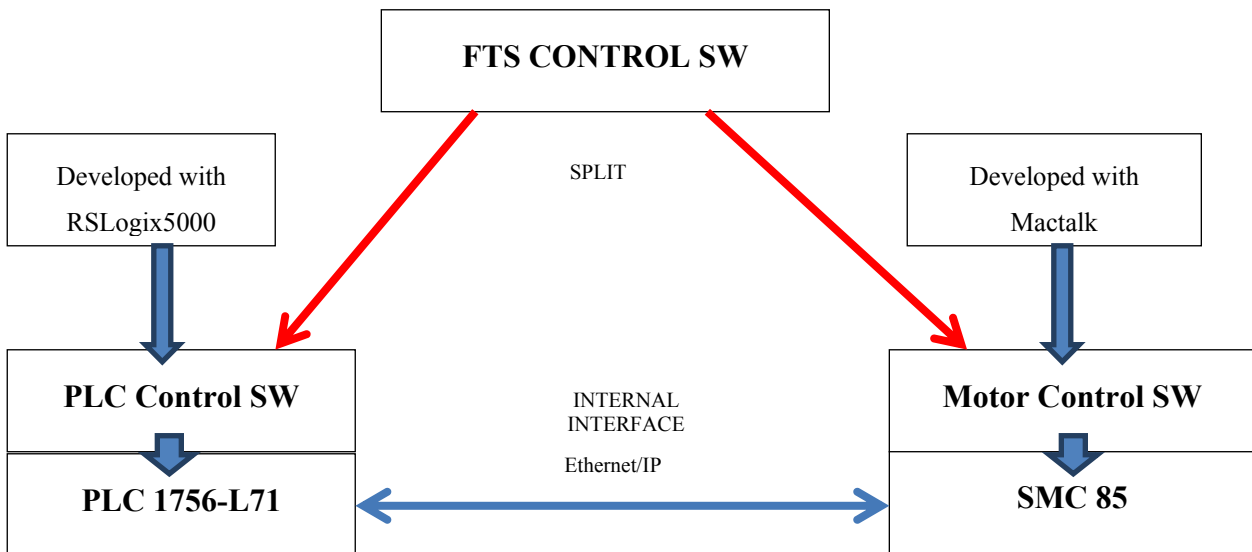 FTS CONTROL SW
Developed with
RSLogix5000
SPLIT
Developed with
Mactalk
PLC Control SW
INTERNAL
INTERFACE
Ethernet/IP
Motor Control SW
PLC 1756-L71
SMC 85